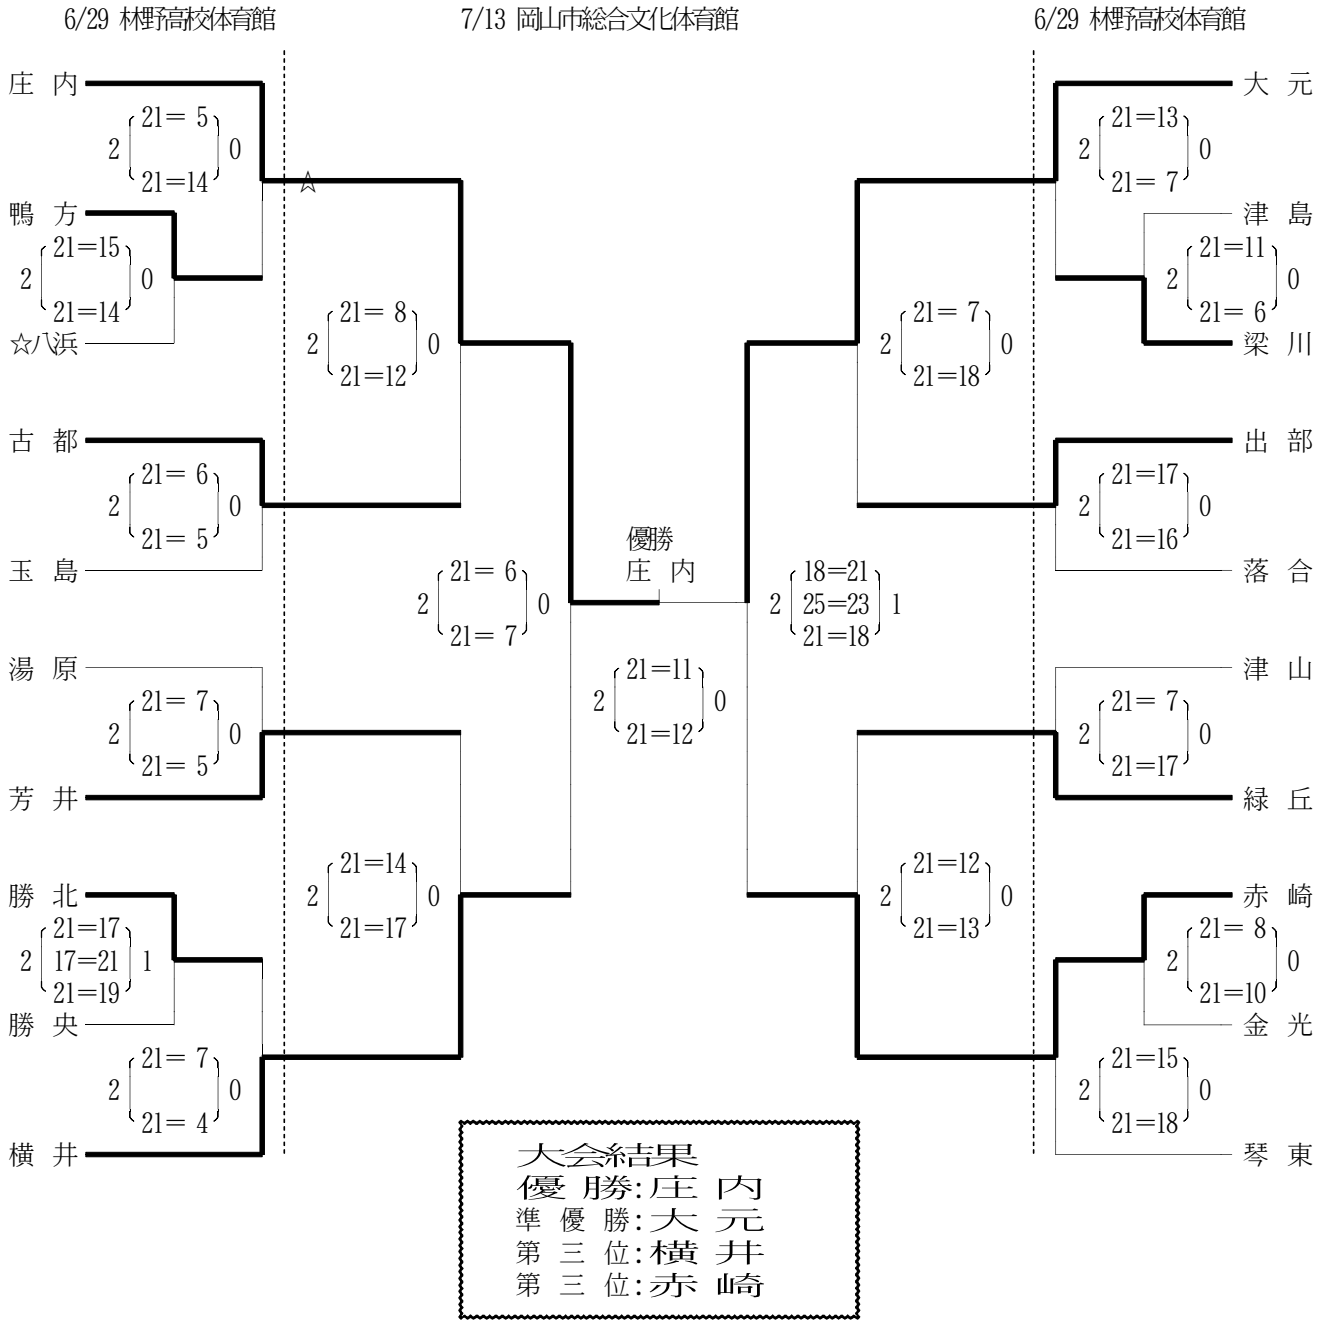 6/29 林野高校体育館
7/13 岡山市総合文化体育館
6/29 林野高校体育館
庄 内
21= 5
2 0
21=14
☆
鴨 方
21=15
2 0
21=14
☆八浜
21= 8
2 0
21=12
古 都
21= 6
2 0
21= 5
玉 島
21= 6
2 0
21= 7
湯 原
21= 7
2 0
21= 5
芳 井
21=14
2 0
21=17
勝 北
21=17
2 17=21 1
21=19
勝 央
21= 7
2 0
21= 4
横 井
優勝
庄 内
21=11
2 0
21=12
大 元
21=13
2 0
21= 7
津 島
21=11
2 0
21= 6
梁 川
21= 7
2 0
21=18
出 部
21=17
2 0
21=16
落 合
18=21
2 25=23 1
21=18
津 山
21= 7
2 0
21=17
緑 丘
21=12
2 0
21=13
赤 崎
21= 8
2 0
21=10
金 光
21=15
2 0
21=18
琴 東
大会結果
優 勝:庄 内
準 優 勝:大 元
第 三 位:横 井
第 三 位:赤 崎